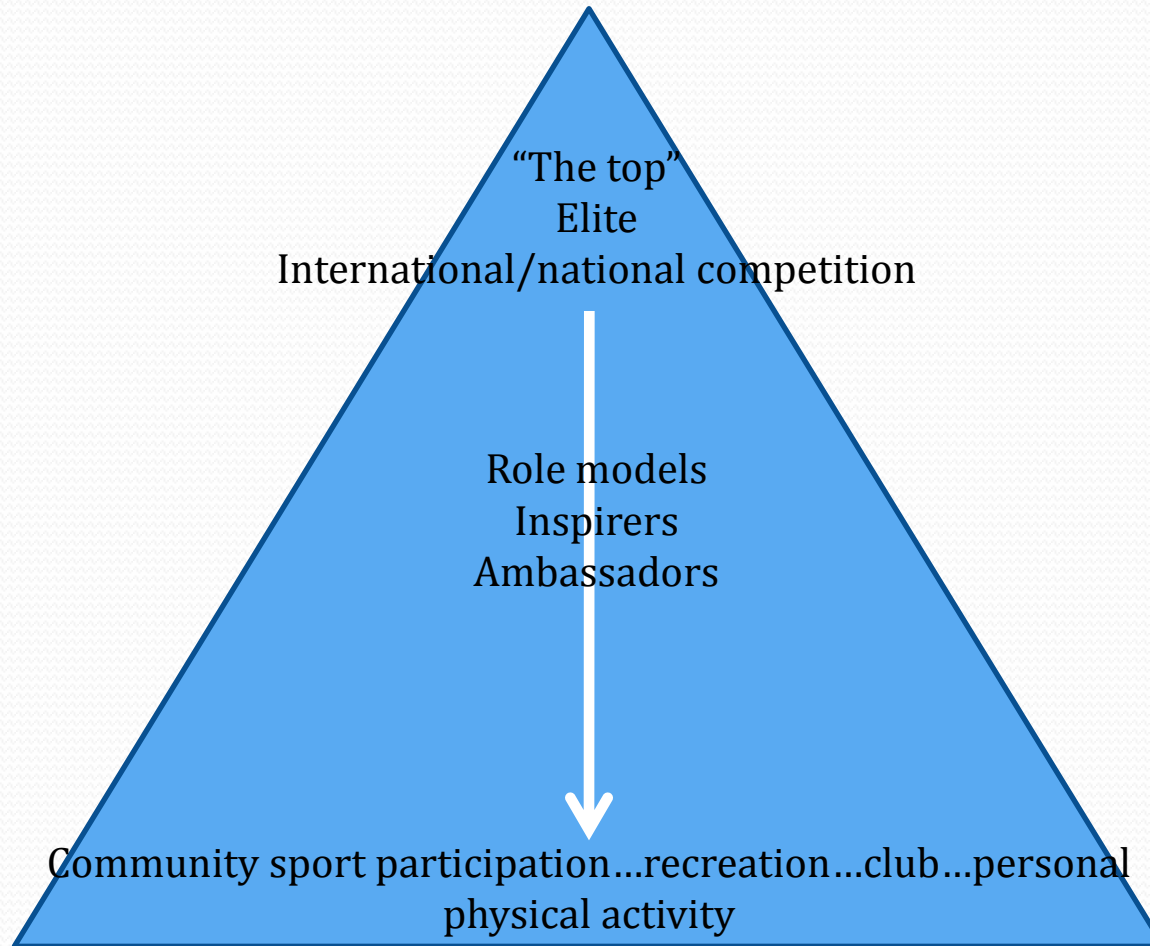 “The top”
Elite
International/national competition
Role models
Inspirers
Ambassadors
Community sport participation…recreation…club…personal
physical activity